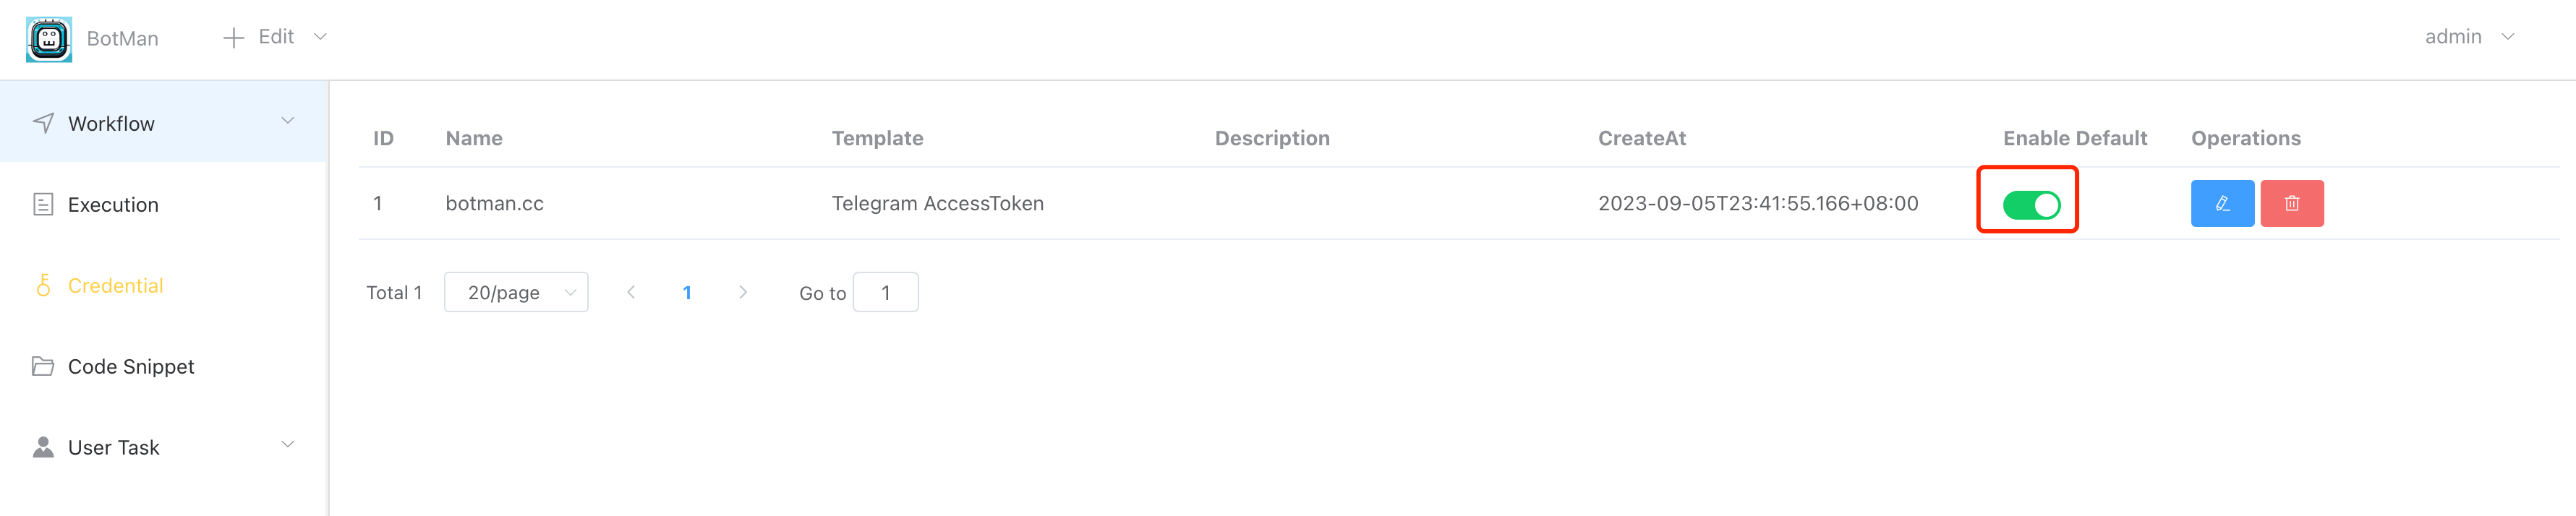 BotMan
Edit
admin
Workflow
Execution
Credential
Code Snippet
User Task
ID Name Template Description CreateAt Enable Default Operations
1 botman.cc Telegram AccessToken 2023-09-05T23:41:55.166+08:00
Total 1 20/page 1 Go to 1